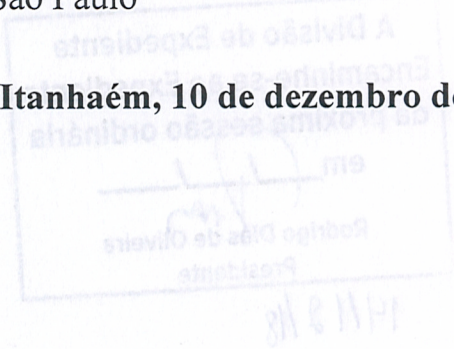 São Paulo
Itanhaém, 10 de dezembro de
A Divisão de Expediente
Encaminhe-se ao Expediente
da próxima sessão ordinária
em
Rodrigo Dias de Oliveira
Presidente